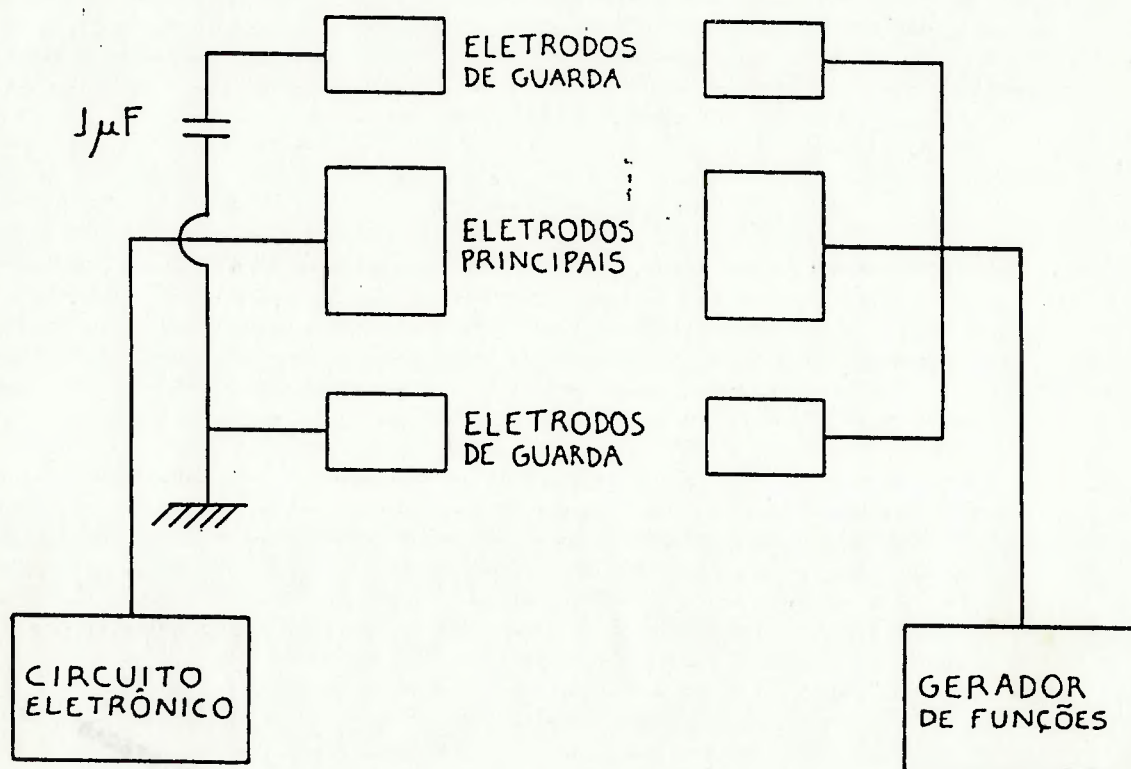 ELETRODOS
DE GUARDA
1μF
ELETRODOS
PRINCIPAIS
ELETRODOS
DE GUARDA
CIRCUITO
ELETRÔNICO
GERADOR
DE FUNÇÕES